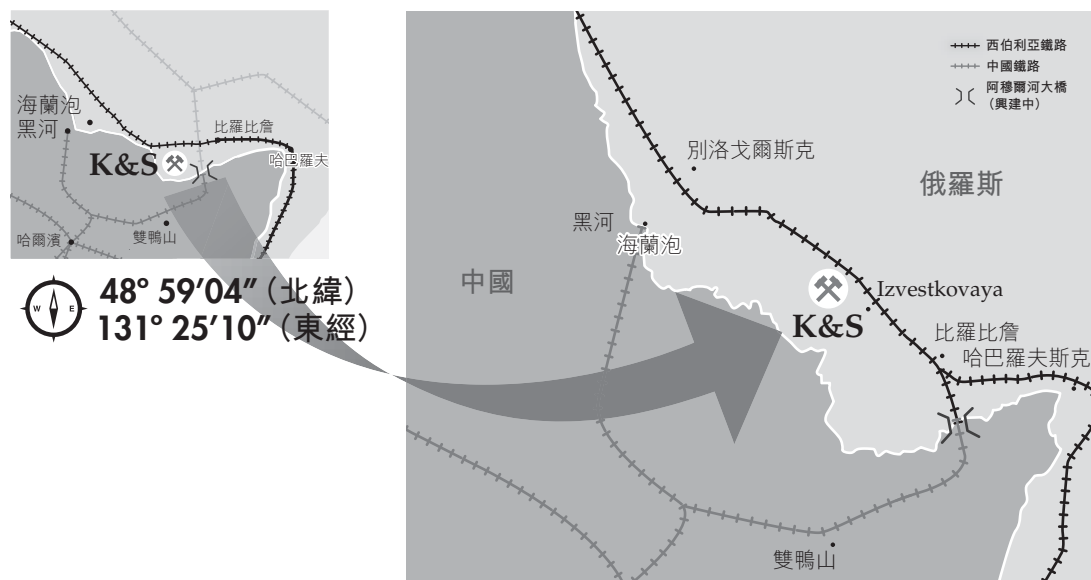 海蘭泡
黑河
比羅比詹
K&S
哈巴羅夫
哈爾濱
雙鴨山
48° 59′04″ (北緯)
131° 25′10″ (東經)
W E
西伯利亞鐵路
中國鐵路
阿穆爾河大橋
(興建中)
別洛戈爾斯克
俄羅斯
黑河
海蘭泡
中國
Izvestkovaya
K&S
比羅比詹
哈巴羅夫斯克
雙鴨山